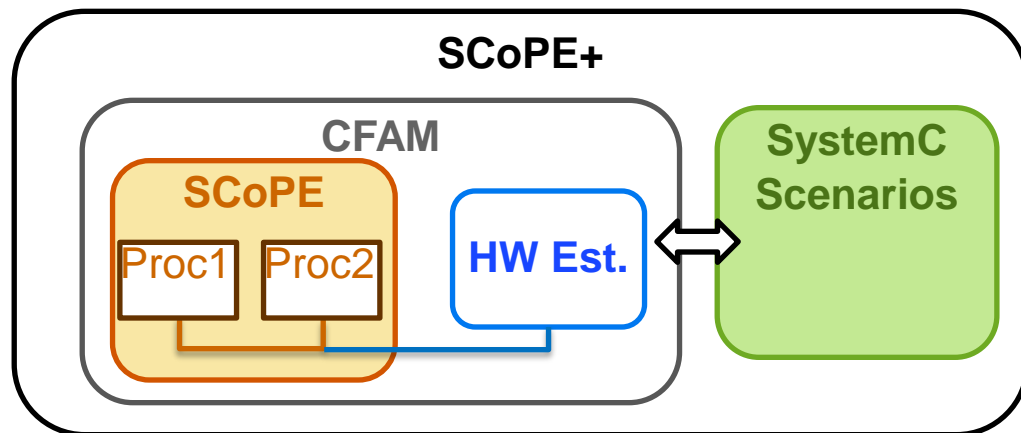 SCoPE+
CFAM
SCoPE
Proc1
Proc2
HW Est.
SystemC
Scenarios